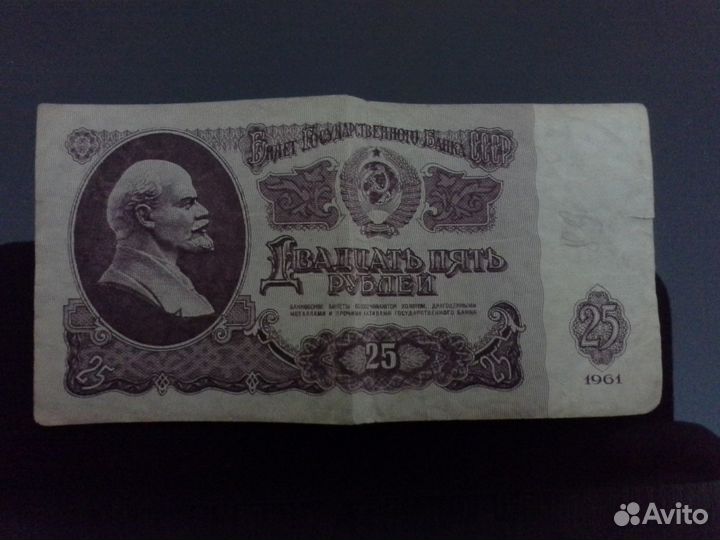 Билет Государственного Банка СССР
Двадцать пять
рублей
БАНКОВСКИЕ БИЛЕТЫ ОБЕСПЕЧИВАЮТСЯ ЗОЛОТОМ, ДРАГОЦЕННЫМИ
МЕТАЛЛАМИ И ПРОЧИМИ АКТИВАМИ ГОСУДАРСТВЕННОГО БАНКА
25
25
25
25
1961
Avito